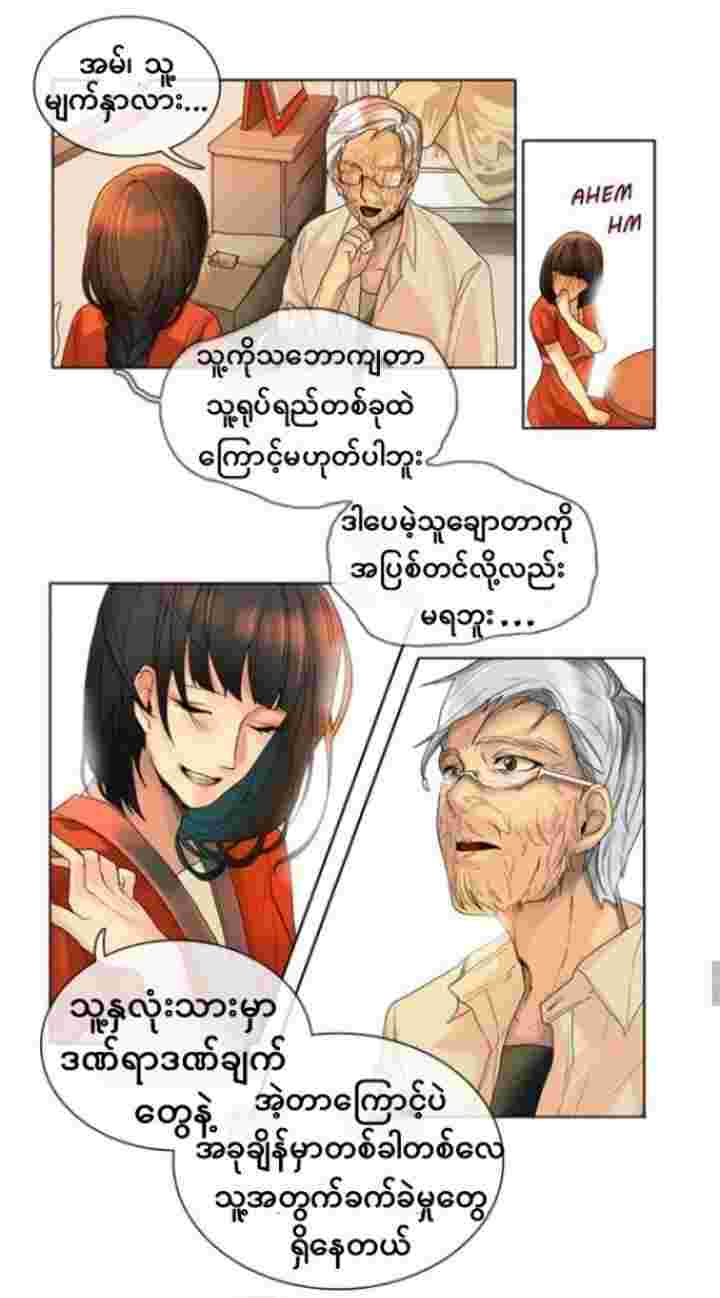 အမ်၊ သူ့
မျက်နှာလား...
AHEM
HM
သူ့ကိုသဘောကျတာ
သူ့ရုပ်ရည်တစ်ခုထဲ
ကြောင့်မဟုတ်ပါဘူး
ဒါပေမဲ့သူချောတာကို
အပြစ်တင်လို့လည်း
မရဘူး...
သူ့နှလုံးသားမှာ
ဒဏ်ရာဒဏ်ချက်
တွေနဲ့
အဲ့တာကြောင့်ပဲ
အခုချိန်မှာတစ်ခါတစ်လေ
သူ့အတွက်ခက်ခဲမှုတွေ
ရှိနေတယ်